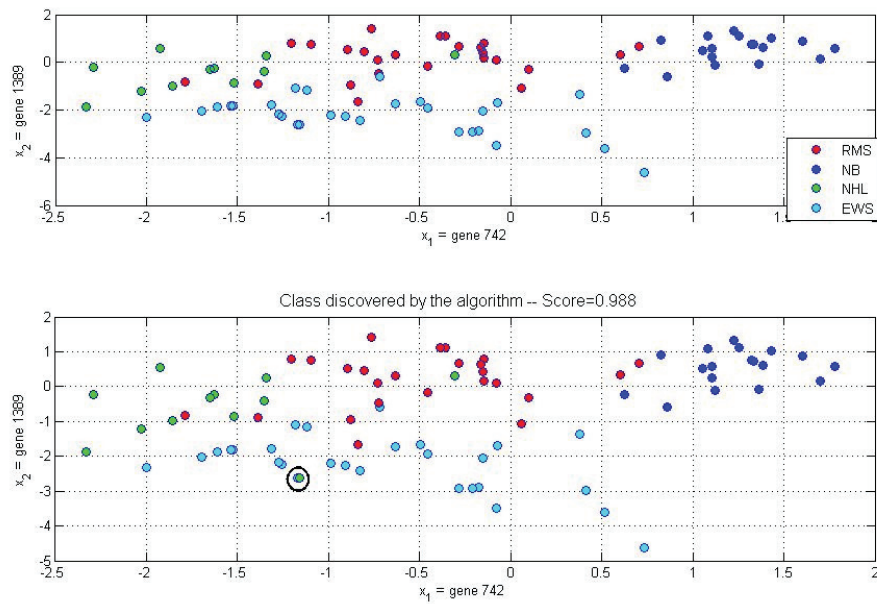 2
0
-2
-4
-6
x2 = gene 1389
-2.5 -2 -1.5 -1 -0.5 0 0.5 1 1.5 2
x1 = gene 742
RMS
NB
NHL
EWS
Class discovered by the algorithm -- Score=0.988
2
1
0
-1
-2
-3
-4
-5
x2 = gene 1389
-2.5 -2 -1.5 -1 -0.5 0 0.5 1 1.5 2
x1 = gene 742